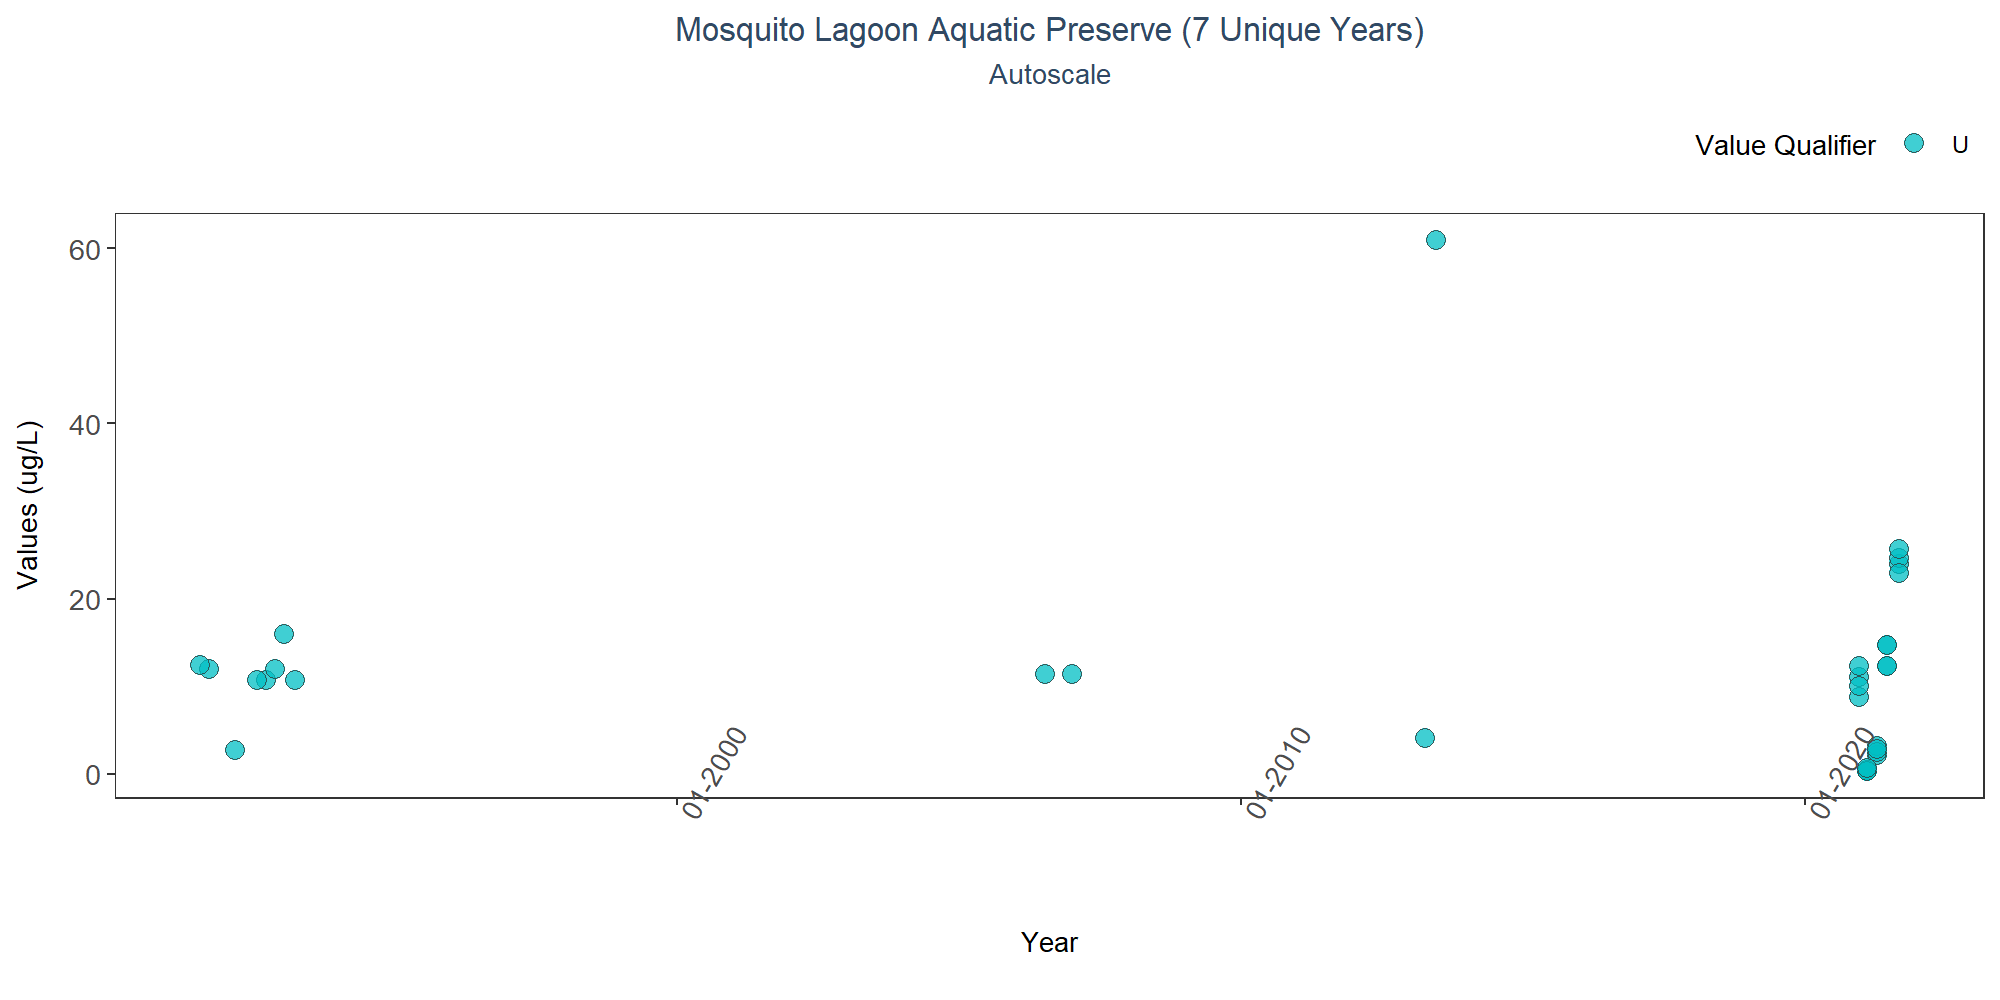 Mosquito Lagoon Aquatic Preserve (7 Unique Years)
Autoscale
Value Qualifier U
60
40
20
0
Values (ug/L)
01-2000
01-2010
01-2020
Year